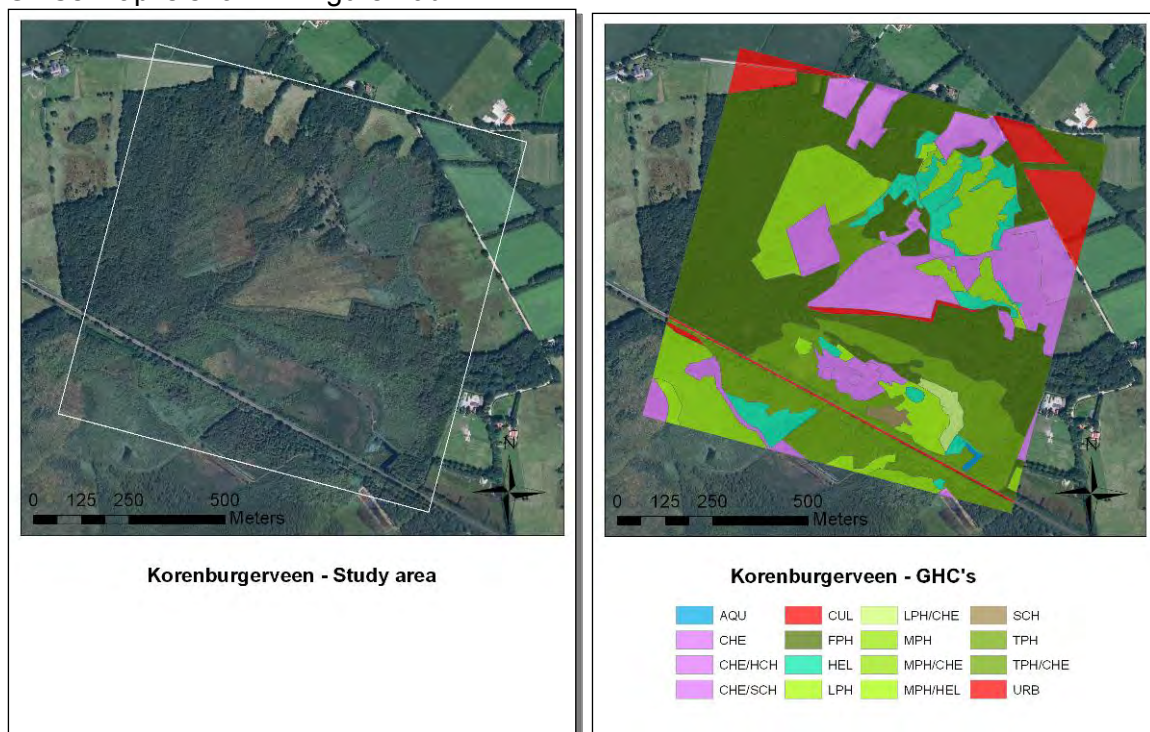 N
0 125 250 500
Meters
Korenburgerveen - Study area
N
0 125 250 500
Meters
Korenburgerveen - GHC's
AQU CUL LPH/CHE SCH
CHE FPH MPH TPH
CHE/HCH HEL MPH/CHE TPH/CHE
CHE/SCH LPH MPH/HEL URB